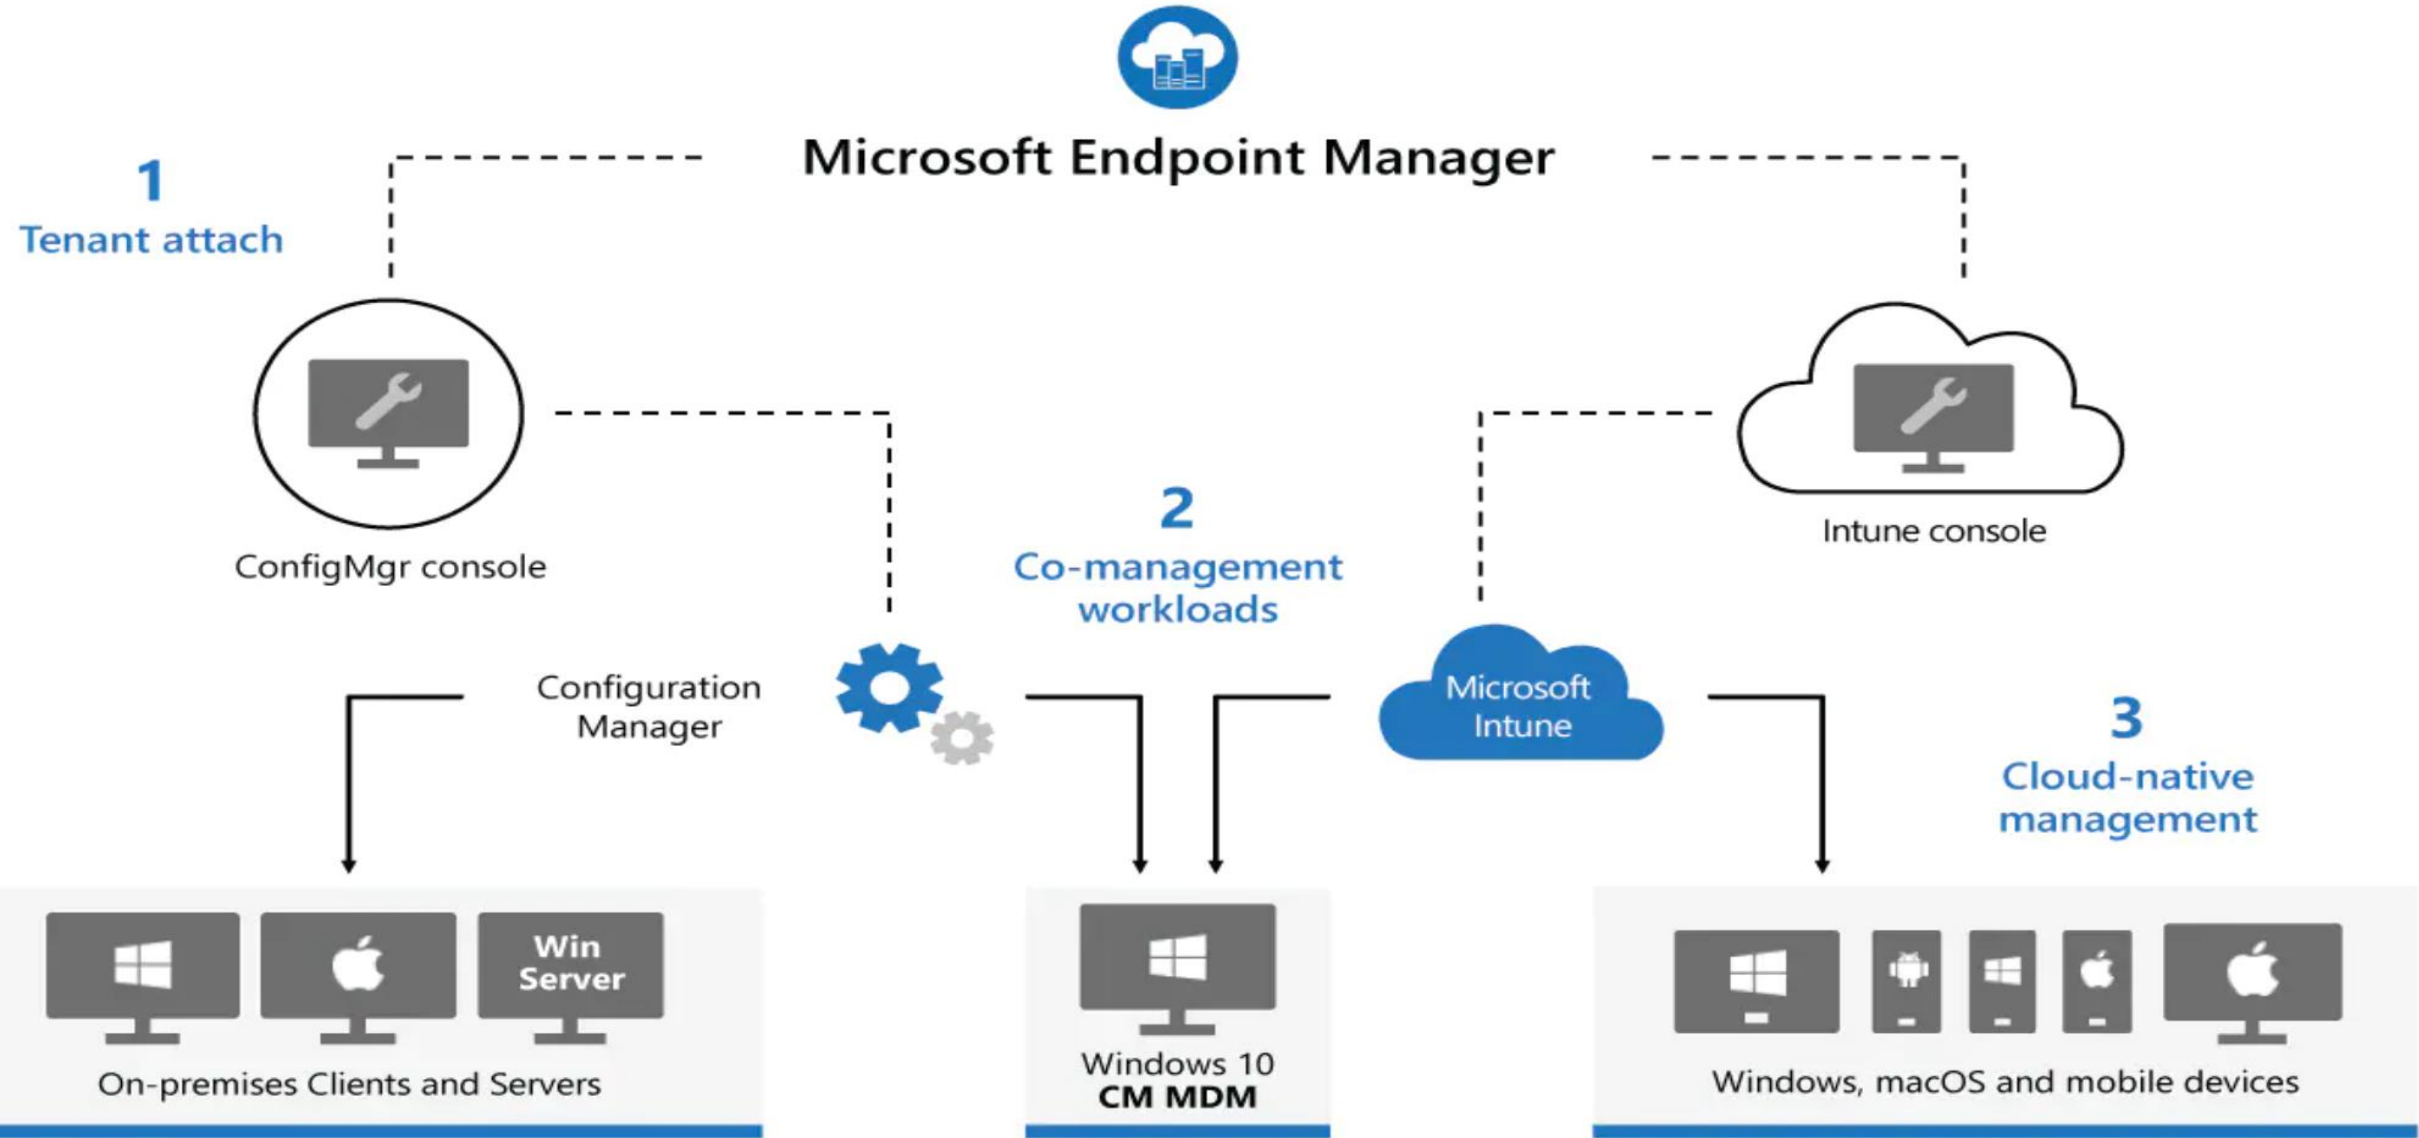 Microsoft Endpoint Manager
1
Tenant attach
ConfigMgr console
Intune console
2
Co-management
workloads
Configuration
Manager
Microsoft
Intune
3
Cloud-native
management
Win
Server
On-premises Clients and Servers
Windows 10
CM MDM
Windows, macOS and mobile devices